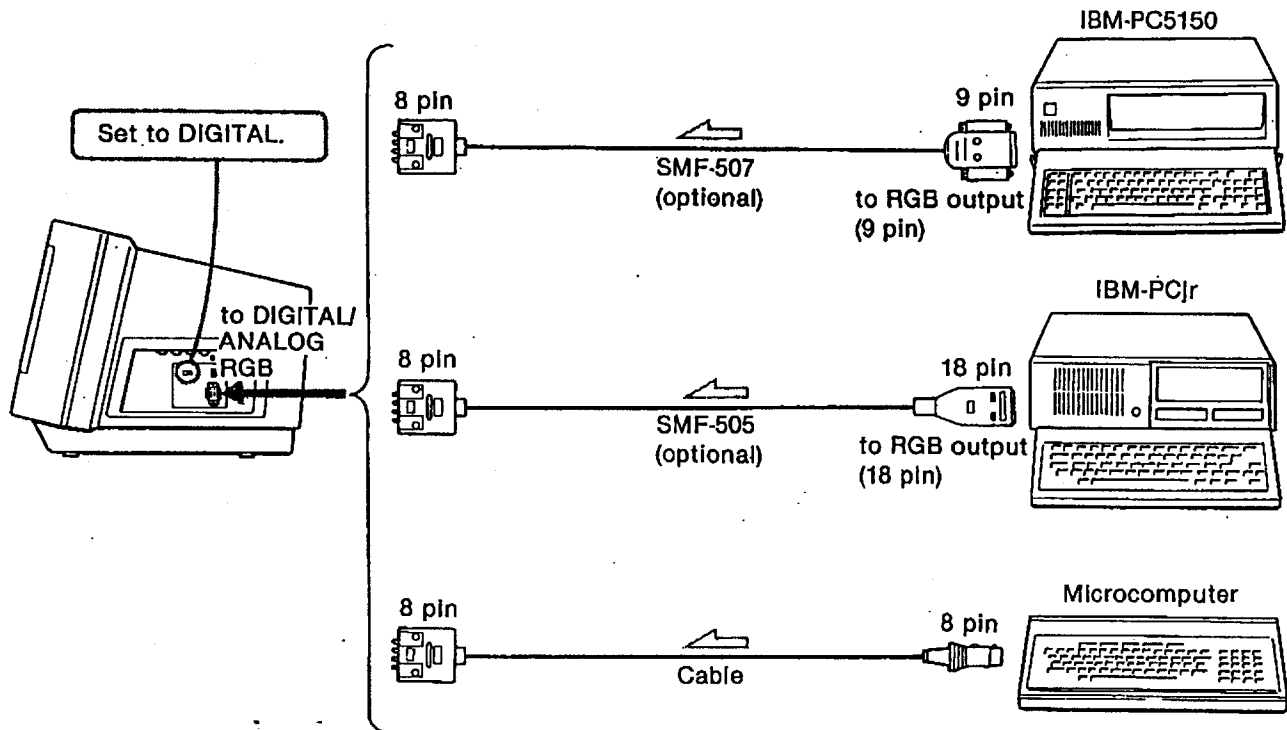 IBM-PC5150
8 pin
9 pin
Set to DIGITAL.
SMF-507
(optional)
to RGB output
(9 pin)
IBM-PCjr
to DIGITAL/
ANALOG
RGB
8 pin
18 pin
SMF-505
(optional)
to RGB output
(18 pin)
Microcomputer
8 pin
8 pin
Cable